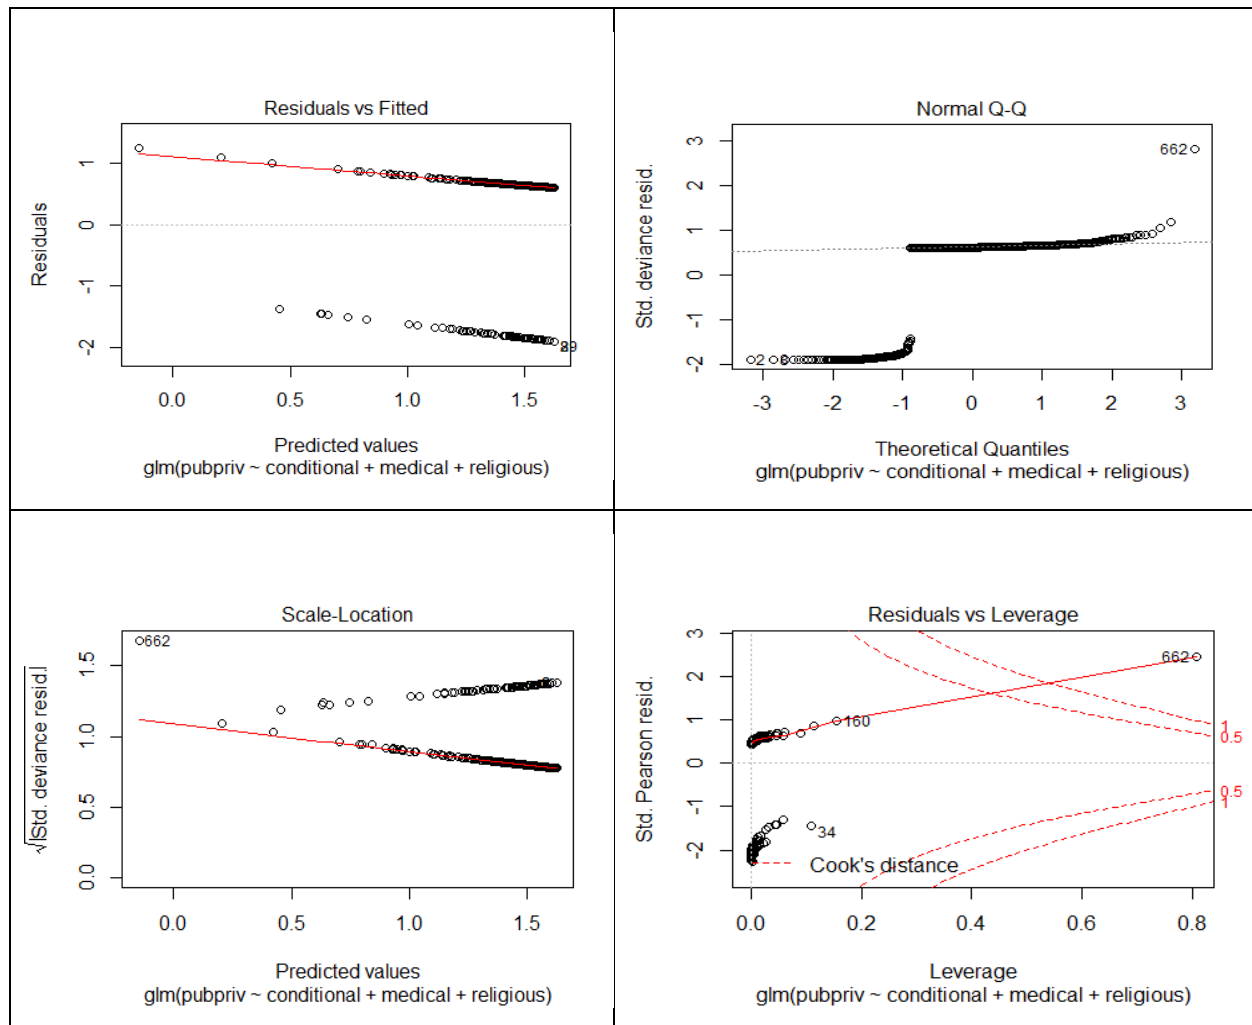 Residuals vs Fitted
Residuals
1
0
-1
-2
29
0.0 0.5 1.0 1.5
Predicted values
glm(pubpriv ~ conditional + medical + religious)
Normal Q-Q
Std. deviance resid.
3
2
1
0
-1
-2
662
2
-3 -2 -1 0 1 2 3
Theoretical Quantiles
glm(pubpriv ~ conditional + medical + religious)
Scale-Location
√|Std. deviance resid.|
1.5
1.0
0.5
0.0
662
0.0 0.5 1.0 1.5
Predicted values
glm(pubpriv ~ conditional + medical + religious)
Residuals vs Leverage
Std. Pearson resid.
3
2
1
0
-1
-2
662
160
34
1
0.5
0.5
1
Cook's distance
0.0 0.2 0.4 0.6 0.8
Leverage
glm(pubpriv ~ conditional + medical + religious)